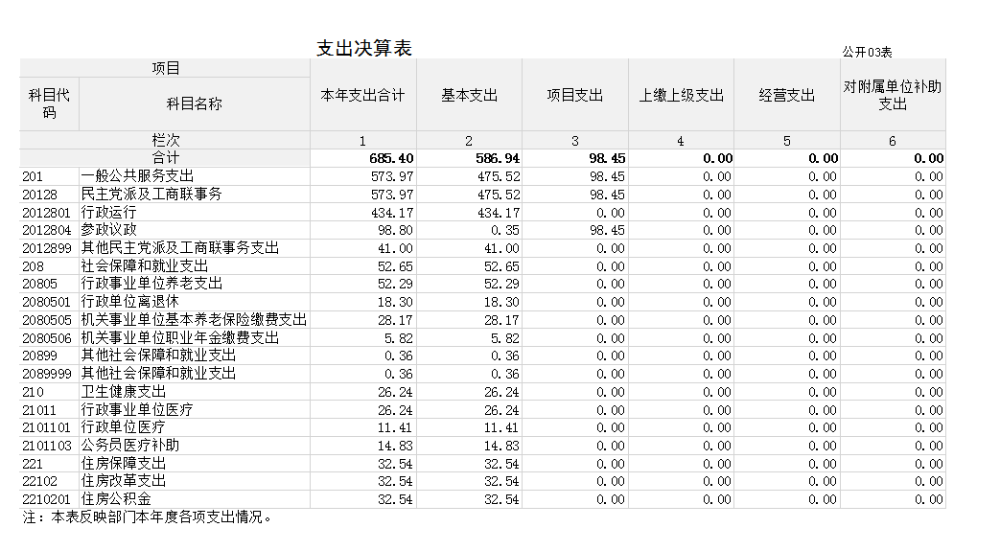 支出决算表
公开03表
项目 本年支出合计 基本支出 项目支出 上缴上级支出 经营支出 对附属单位补助支出
科目代码 科目名称
栏次 1 2 3 4 5 6
合计 685.40 586.94 98.45 0.00 0.00 0.00
201 一般公共服务支出 573.97 475.52 98.45 0.00 0.00 0.00
20128 民主党派及工商联事务 573.97 475.52 98.45 0.00 0.00 0.00
2012801 行政运行 434.17 434.17 0.00 0.00 0.00 0.00
2012804 参政议政 98.80 0.35 98.45 0.00 0.00 0.00
2012899 其他民主党派及工商联事务支出 41.00 41.00 0.00 0.00 0.00 0.00
208 社会保障和就业支出 52.65 52.65 0.00 0.00 0.00 0.00
20805 行政事业单位养老支出 52.29 52.29 0.00 0.00 0.00 0.00
2080501 行政单位离退休 18.30 18.30 0.00 0.00 0.00 0.00
2080505 机关事业单位基本养老保险缴费支出 28.17 28.17 0.00 0.00 0.00 0.00
2080506 机关事业单位职业年金缴费支出 5.82 5.82 0.00 0.00 0.00 0.00
20899 其他社会保障和就业支出 0.36 0.36 0.00 0.00 0.00 0.00
2089999 其他社会保障和就业支出 0.36 0.36 0.00 0.00 0.00 0.00
210 卫生健康支出 26.24 26.24 0.00 0.00 0.00 0.00
21011 行政事业单位医疗 26.24 26.24 0.00 0.00 0.00 0.00
2101101 行政单位医疗 11.41 11.41 0.00 0.00 0.00 0.00
2101103 公务员医疗补助 14.83 14.83 0.00 0.00 0.00 0.00
221 住房保障支出 32.54 32.54 0.00 0.00 0.00 0.00
22102 住房改革支出 32.54 32.54 0.00 0.00 0.00 0.00
2210201 住房公积金 32.54 32.54 0.00 0.00 0.00 0.00
注：本表反映部门本年度各项支出情况。